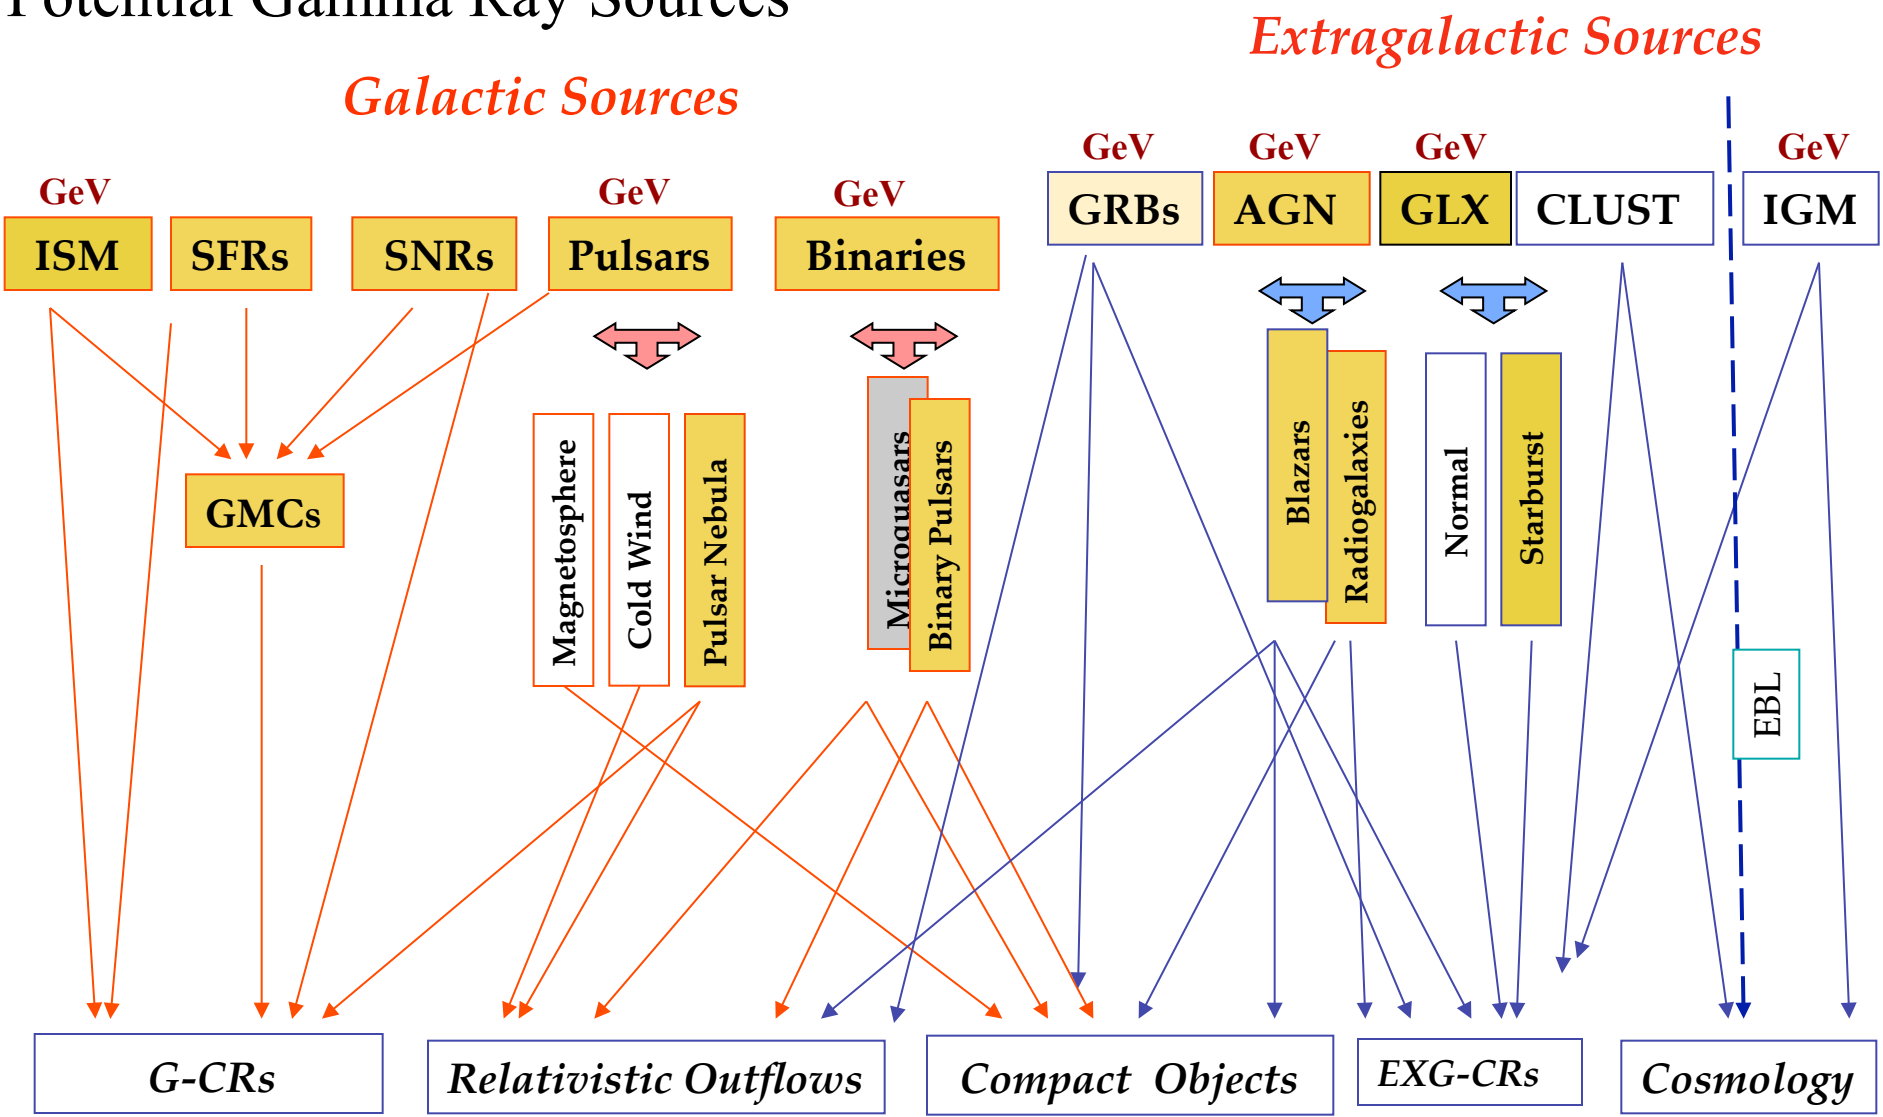 Potential Gamma Ray Sources
Extragalactic Sources
Galactic Sources
GeV GeV GeV GeV
GeV GeV GeV
GRBs AGN GLX CLUST IGM
ISM SFRs SNRs Pulsars Binaries
GMCs
Magnetosphere
Cold Wind
Pulsar Nebula
Microquasars
Binary Pulsars
Blazars
Radiogalaxies
Normal
Starburst
EBL
G-CRs
Relativistic Outflows
Compact Objects
EXG-CRs
Cosmology